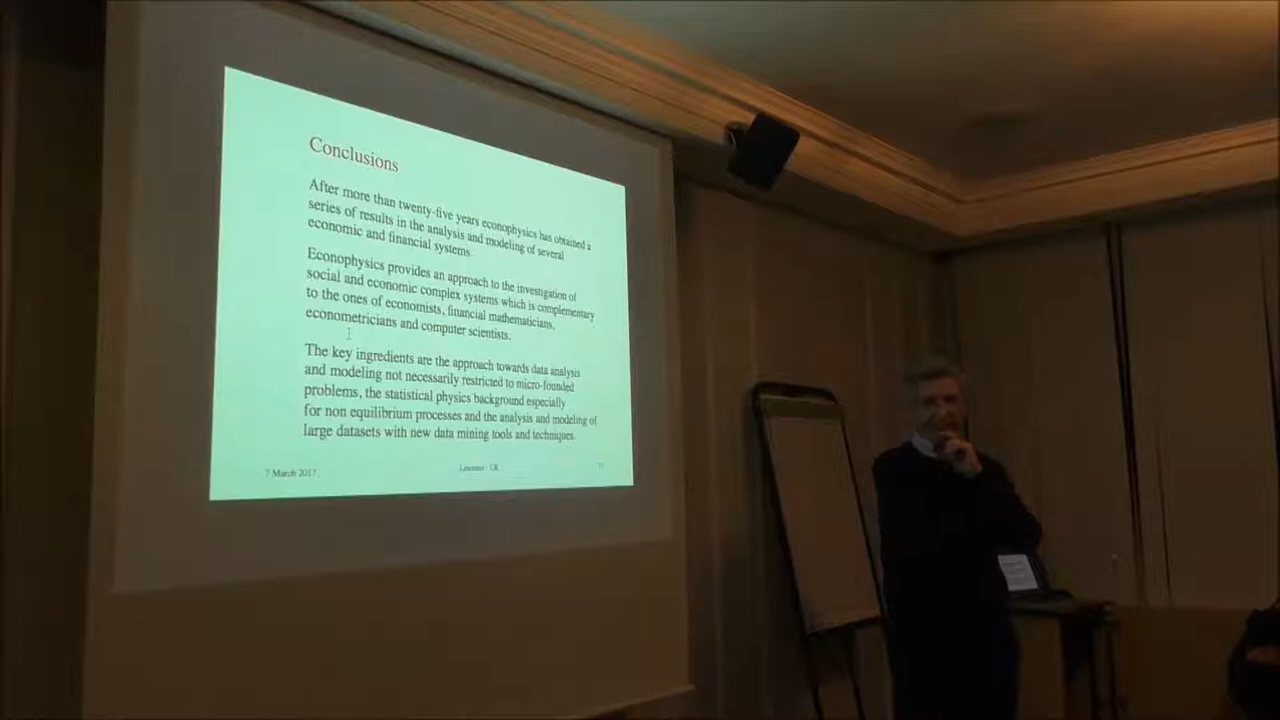 Conclusions
After more than twenty-five years econophysics has obtained a
series of results in the analysis and modeling of several
economic and financial systems.
Econophysics provides an approach to the investigation of
social and economic complex systems which is complementary
to the ones of economists, financial mathematicians,
econometricians and computer scientists.
The key ingredients are the approach towards data analysis
and modeling not necessarily restricted to micro-founded
problems, the statistical physics background especially
for non equilibrium processes and the analysis and modeling of
large datasets with new data mining tools and techniques.
7 March 2017
Leicester - UK